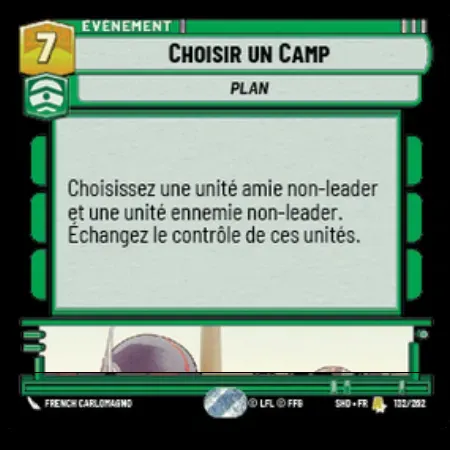 ÉVÉNEMENT
7
CHOISIR UN CAMP
PLAN
Choisissez une unité amie non-leader
et une unité ennemie non-leader.
Échangez le contrôle de ces unités.
FRENCH CARLOMAGNO
© LFL © FFG
SHD • FR
132/262